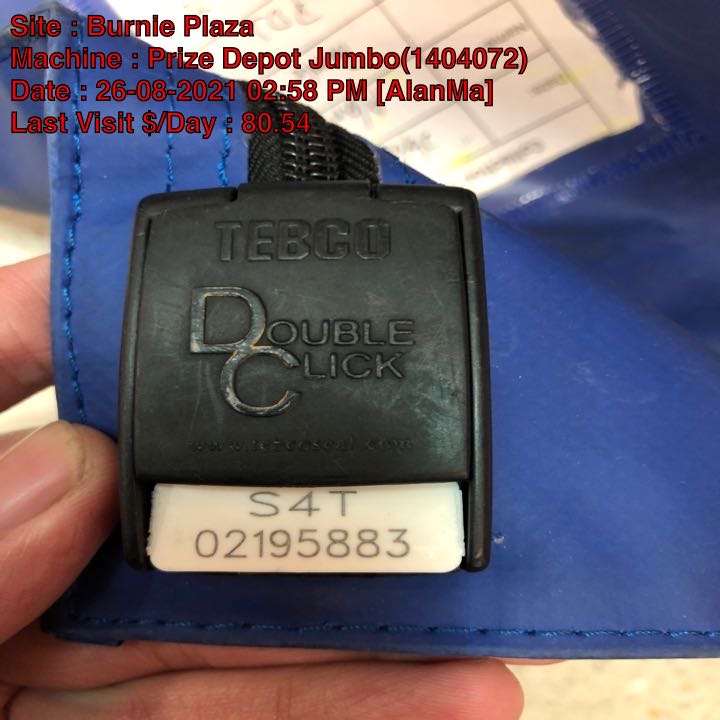 Site : Burnie Plaza
Machine : Prize Depot Jumbo(1404072)
Date : 26-08-2021 02:58 PM [AlanMa]
Last Visit $/Day : 80.54
TEBCO
DOUBLE
CLICK
S4T
02195883